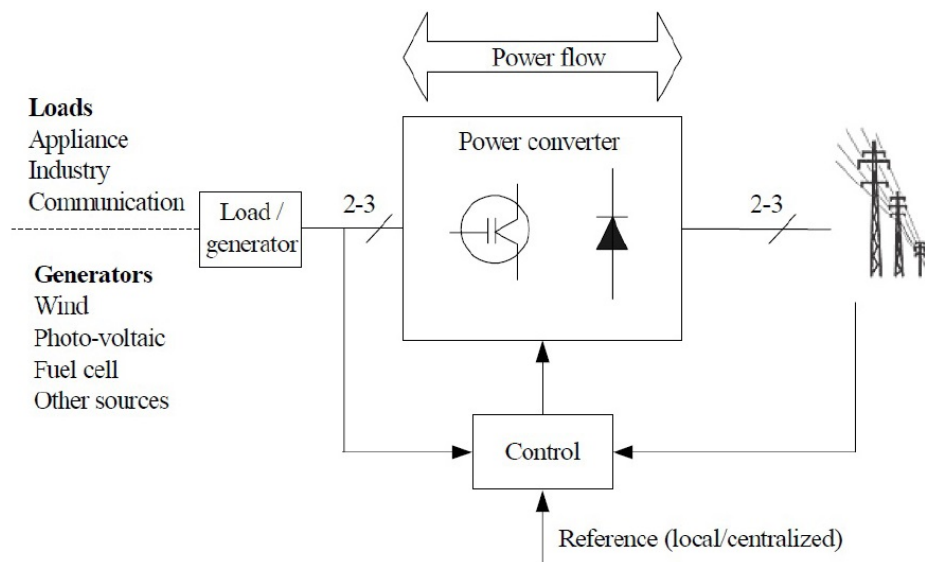 Power flow
Loads
Appliance
Industry
Communication
Power converter
Load /
generator
2-3
2-3
Generators
Wind
Photo-voltaic
Fuel cell
Other sources
Control
Reference (local/centralized)